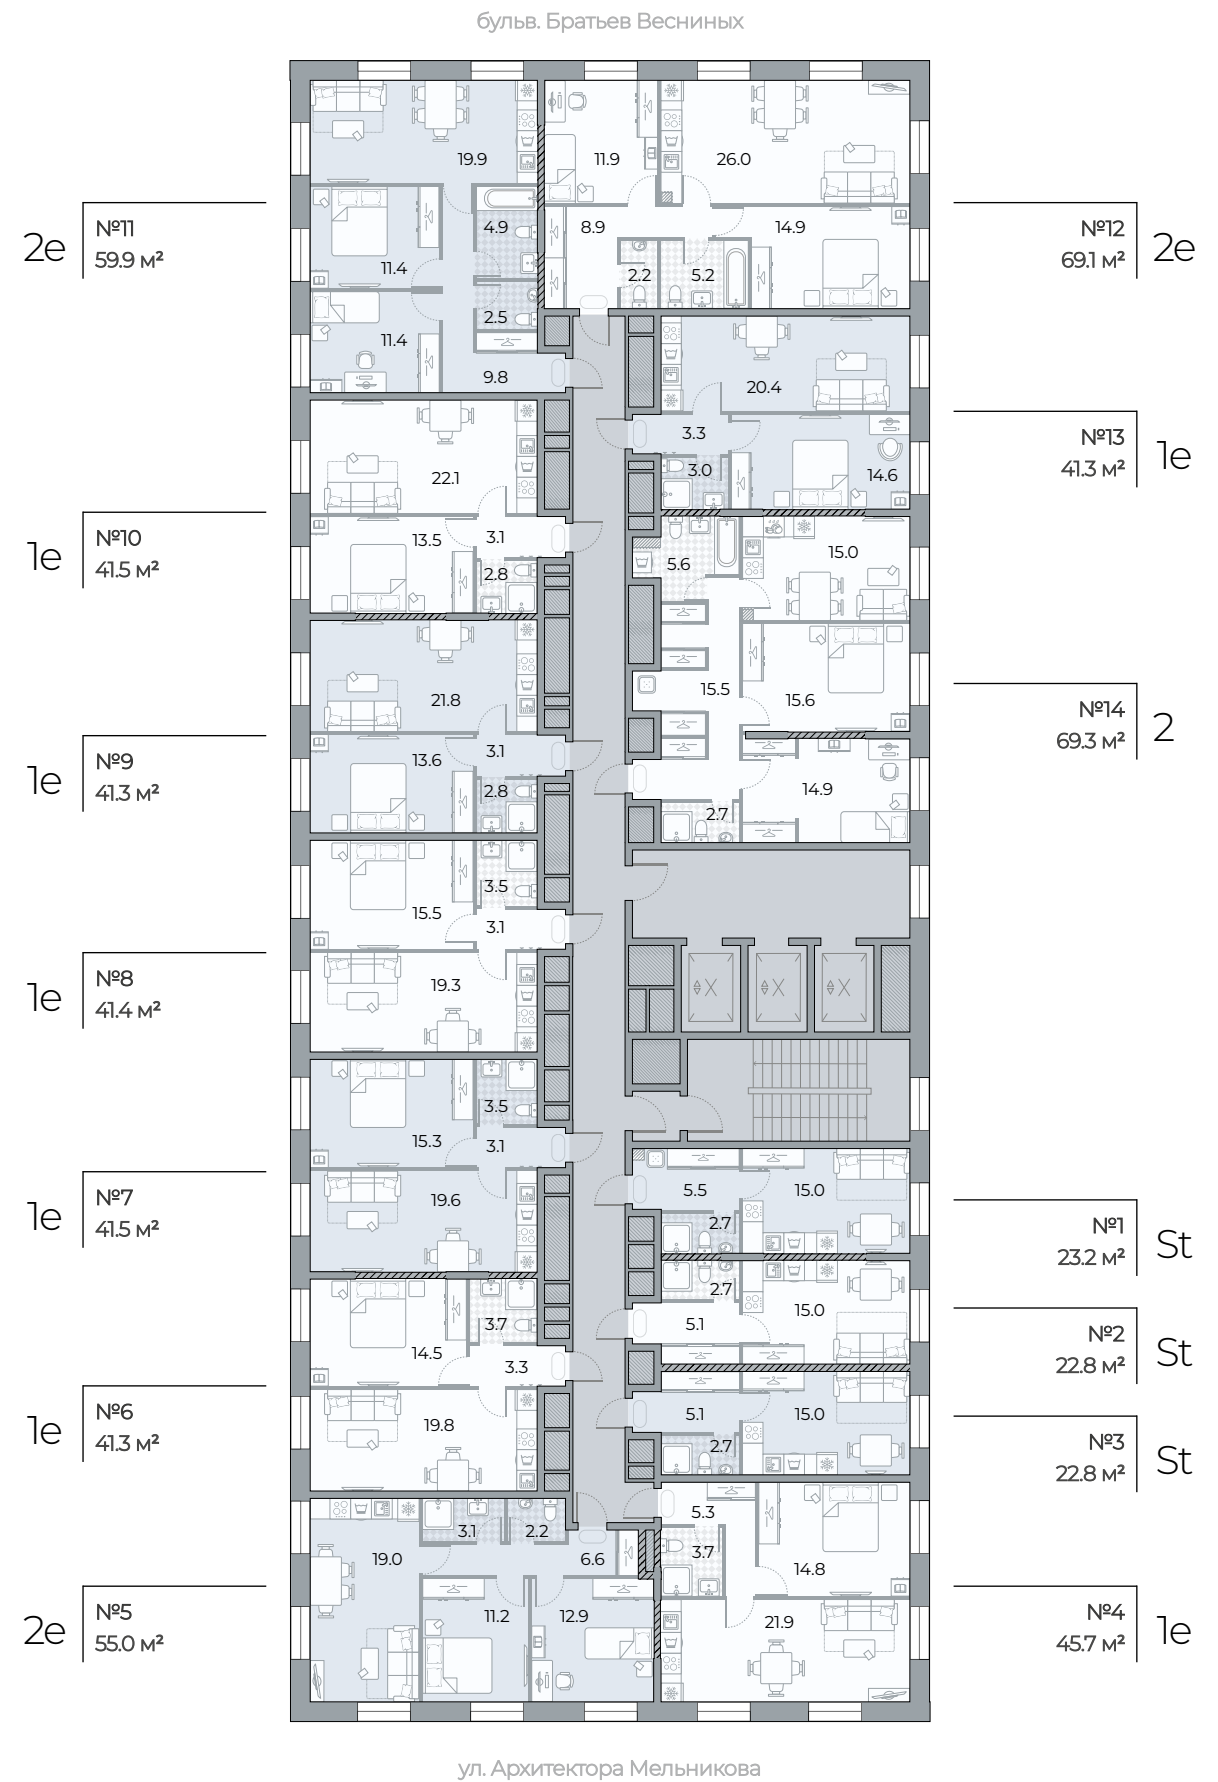 бульв. Братьев Весниных
19.9
11.9
26.0
4.9
8.9
14.9
11.4
2.2
5.2
2.5
11.4
9.8
2е
№11
59.9 м²
№12
69.1 м²
2е
20.4
3.3
3.0
14.6
№13
41.3 м²
1е
22.1
13.5
3.1
2.8
1е
№10
41.5 м²
15.0
5.6
15.5
15.6
14.9
2.7
№14
69.3 м²
2
21.8
13.6
3.1
2.8
1е
№9
41.3 м²
3.5
15.5
3.1
19.3
1е
№8
41.4 м²
3.5
15.3
3.1
19.6
1е
№7
41.5 м²
5.5
15.0
2.7
№1
23.2 м²
St
2.7
15.0
5.1
№2
22.8 м²
St
3.7
14.5
3.3
19.8
1е
№6
41.3 м²
5.1
15.0
2.7
№3
22.8 м²
St
3.1
2.2
19.0
6.6
11.2
12.9
2е
№5
55.0 м²
5.3
3.7
14.8
21.9
№4
45.7 м²
1е
ул. Архитектора Мельникова